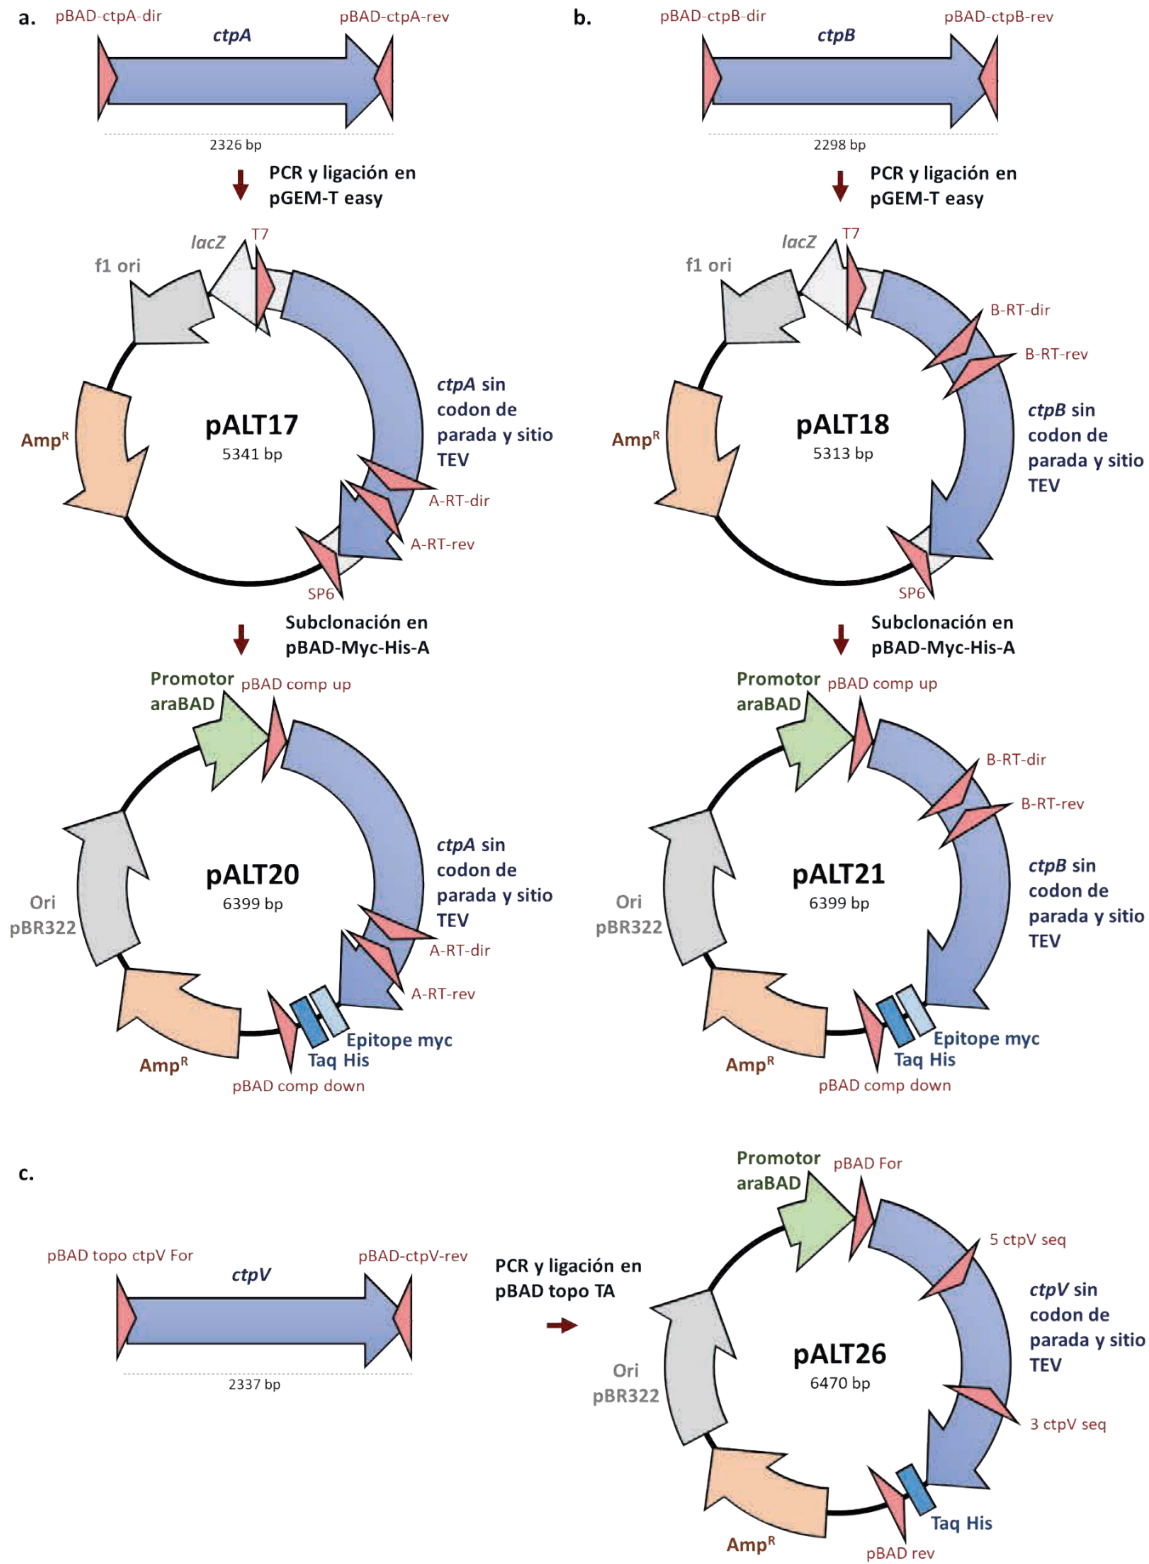 a.
pBAD-ctpA-dir
pBAD-ctpA-rev
ctpA
2326 bp
PCR y ligación en
pGEM-T easy
lacZ
T7
f1 ori
Amp^R
pALT17
5341 bp
ctpA sin
codon de
parada y sitio
TEV
A-RT-dir
A-RT-rev
SP6
Subclonación en
pBAD-Myc-His-A
Promotor
araBAD
pBAD comp up
pALT20
6399 bp
ctpA sin
codon de
parada y sitio
TEV
Ori
pBR322
A-RT-dir
A-RT-rev
Epitope myc
Taq His
Amp^R
pBAD comp down
b.
pBAD-ctpB-dir
pBAD-ctpB-rev
ctpB
2298 bp
PCR y ligación en
pGEM-T easy
lacZ
T7
f1 ori
B-RT-dir
B-RT-rev
Amp^R
pALT18
5313 bp
ctpB sin
codon de
parada y sitio
TEV
SP6
Subclonación en
pBAD-Myc-His-A
Promotor
araBAD
pBAD comp up
B-RT-dir
B-RT-rev
pALT21
6399 bp
ctpB sin
codon de
parada y sitio
TEV
Ori
pBR322
Epitope myc
Taq His
Amp^R
pBAD comp down
c.
pBAD topo ctpV For
pBAD-ctpV-rev
ctpV
2337 bp
PCR y ligación en
pBAD topo TA
Promotor
araBAD
pBAD For
5 ctpV seq
ctpV sin
codon de
parada y sitio
TEV
pALT26
6470 bp
Ori
pBR322
3 ctpV seq
Taq His
Amp^R
pBAD rev